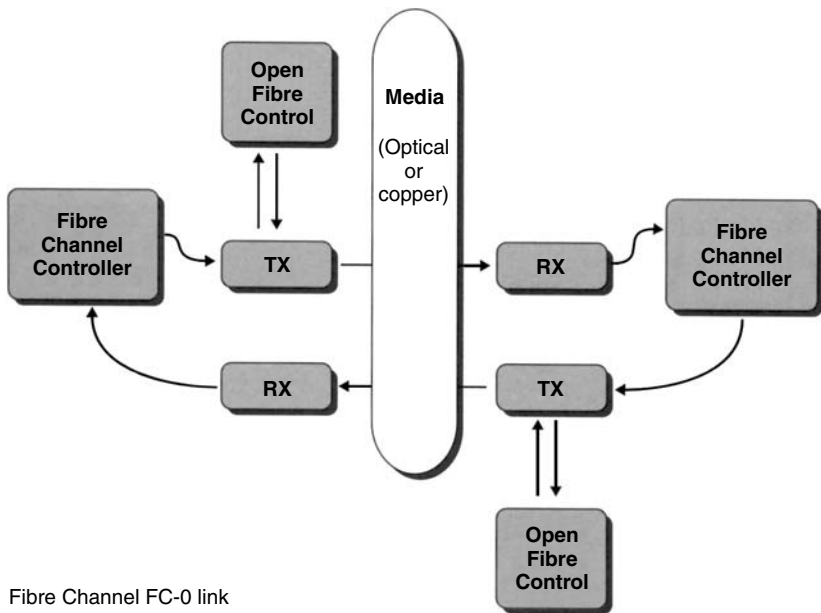 Open
Fibre
Control
Media
(Optical
or
copper)
Fibre
Channel
Controller
TX
RX
Fibre
Channel
Controller
RX
TX
Open
Fibre
Control
Fibre Channel FC-0 link